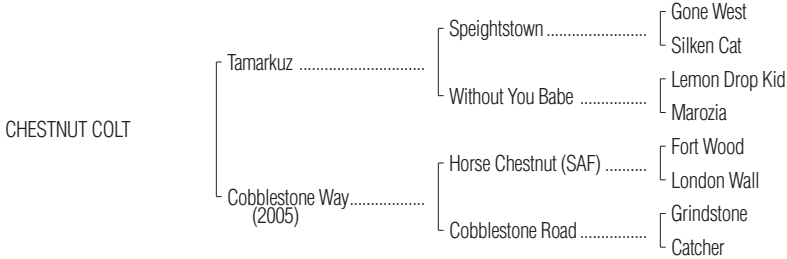 Gone West
Speightstown
Silken Cat
Tamarkuz
Lemon Drop Kid
Without You Babe
Marozia
CHESTNUT COLT
Fort Wood
Horse Chestnut (SAF)
London Wall
Cobblestone Way
(2005)
Grindstone
Cobblestone Road
Catcher